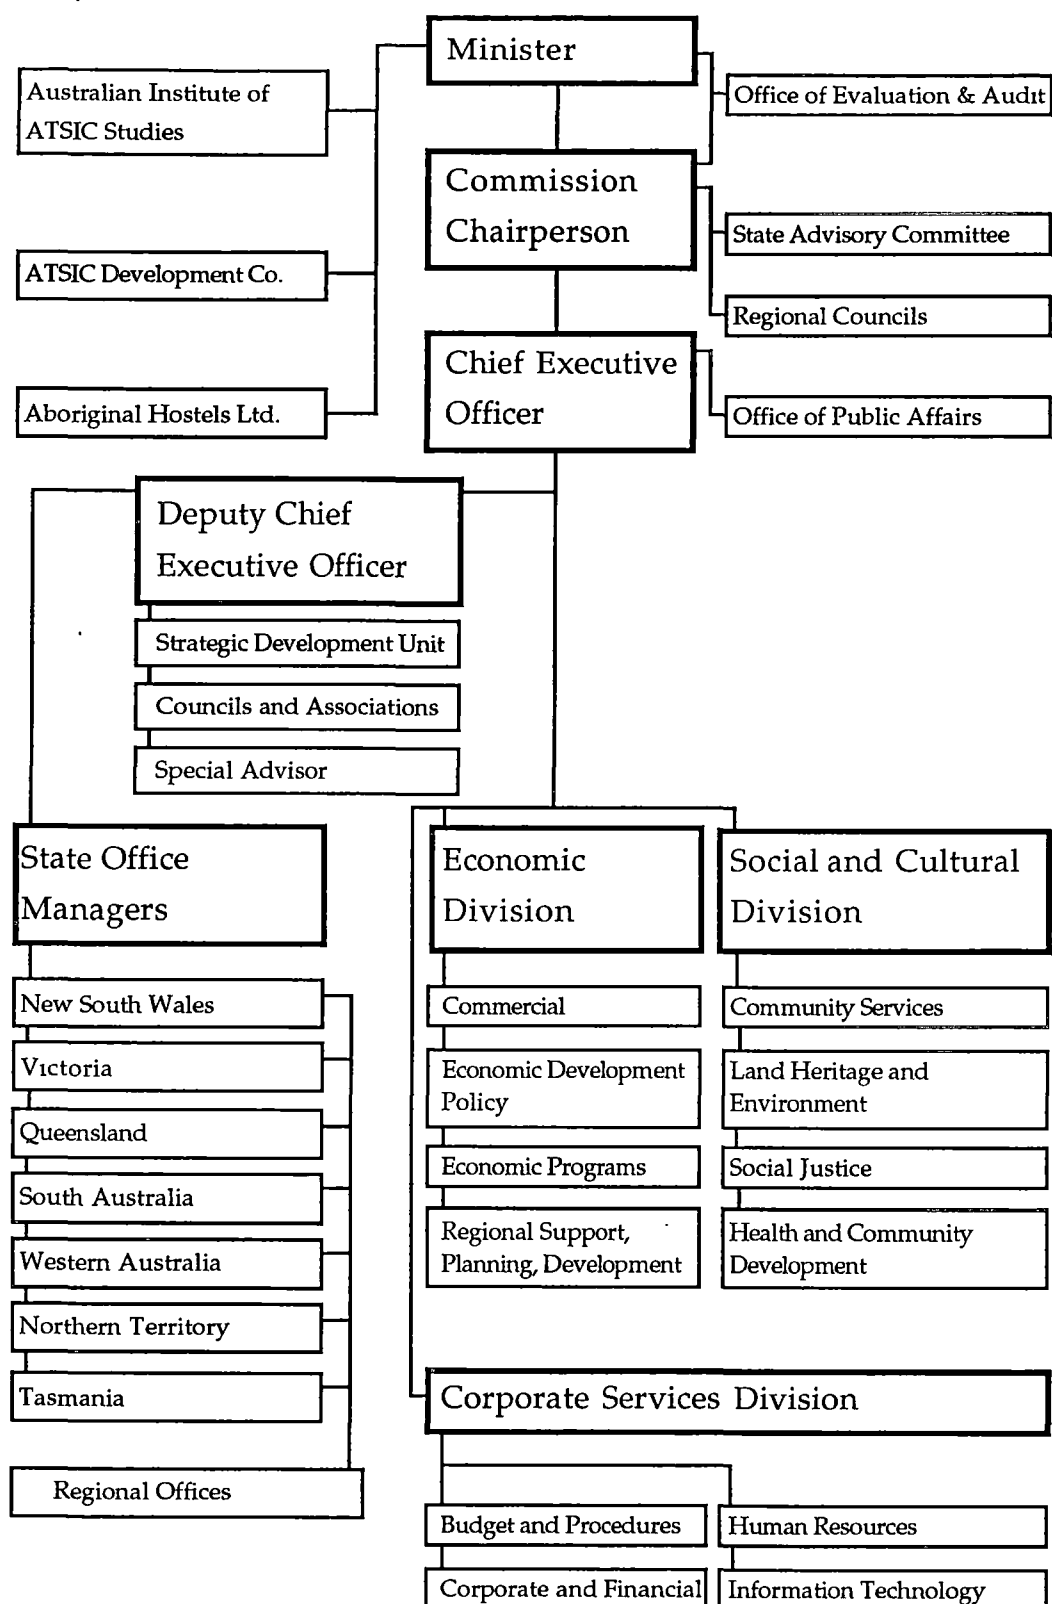 Minister
Australian Institute of
ATSIC Studies
Office of Evaluation & Audit
Commission
Chairperson
State Advisory Committee
ATSIC Development Co.
Regional Councils
Chief Executive
Officer
Aboriginal Hostels Ltd.
Office of Public Affairs
Deputy Chief
Executive Officer
Strategic Development Unit
Councils and Associations
Special Advisor
State Office
Managers
New South Wales
Victoria
Queensland
South Australia
Western Australia
Northern Territory
Tasmania
Regional Offices
Economic
Division
Commercial
Economic Development
Policy
Economic Programs
Regional Support,
Planning, Development
Social and Cultural
Division
Community Services
Land Heritage and
Environment
Social Justice
Health and Community
Development
Corporate Services Division
Budget and Procedures
Human Resources
Corporate and Financial
Information Technology